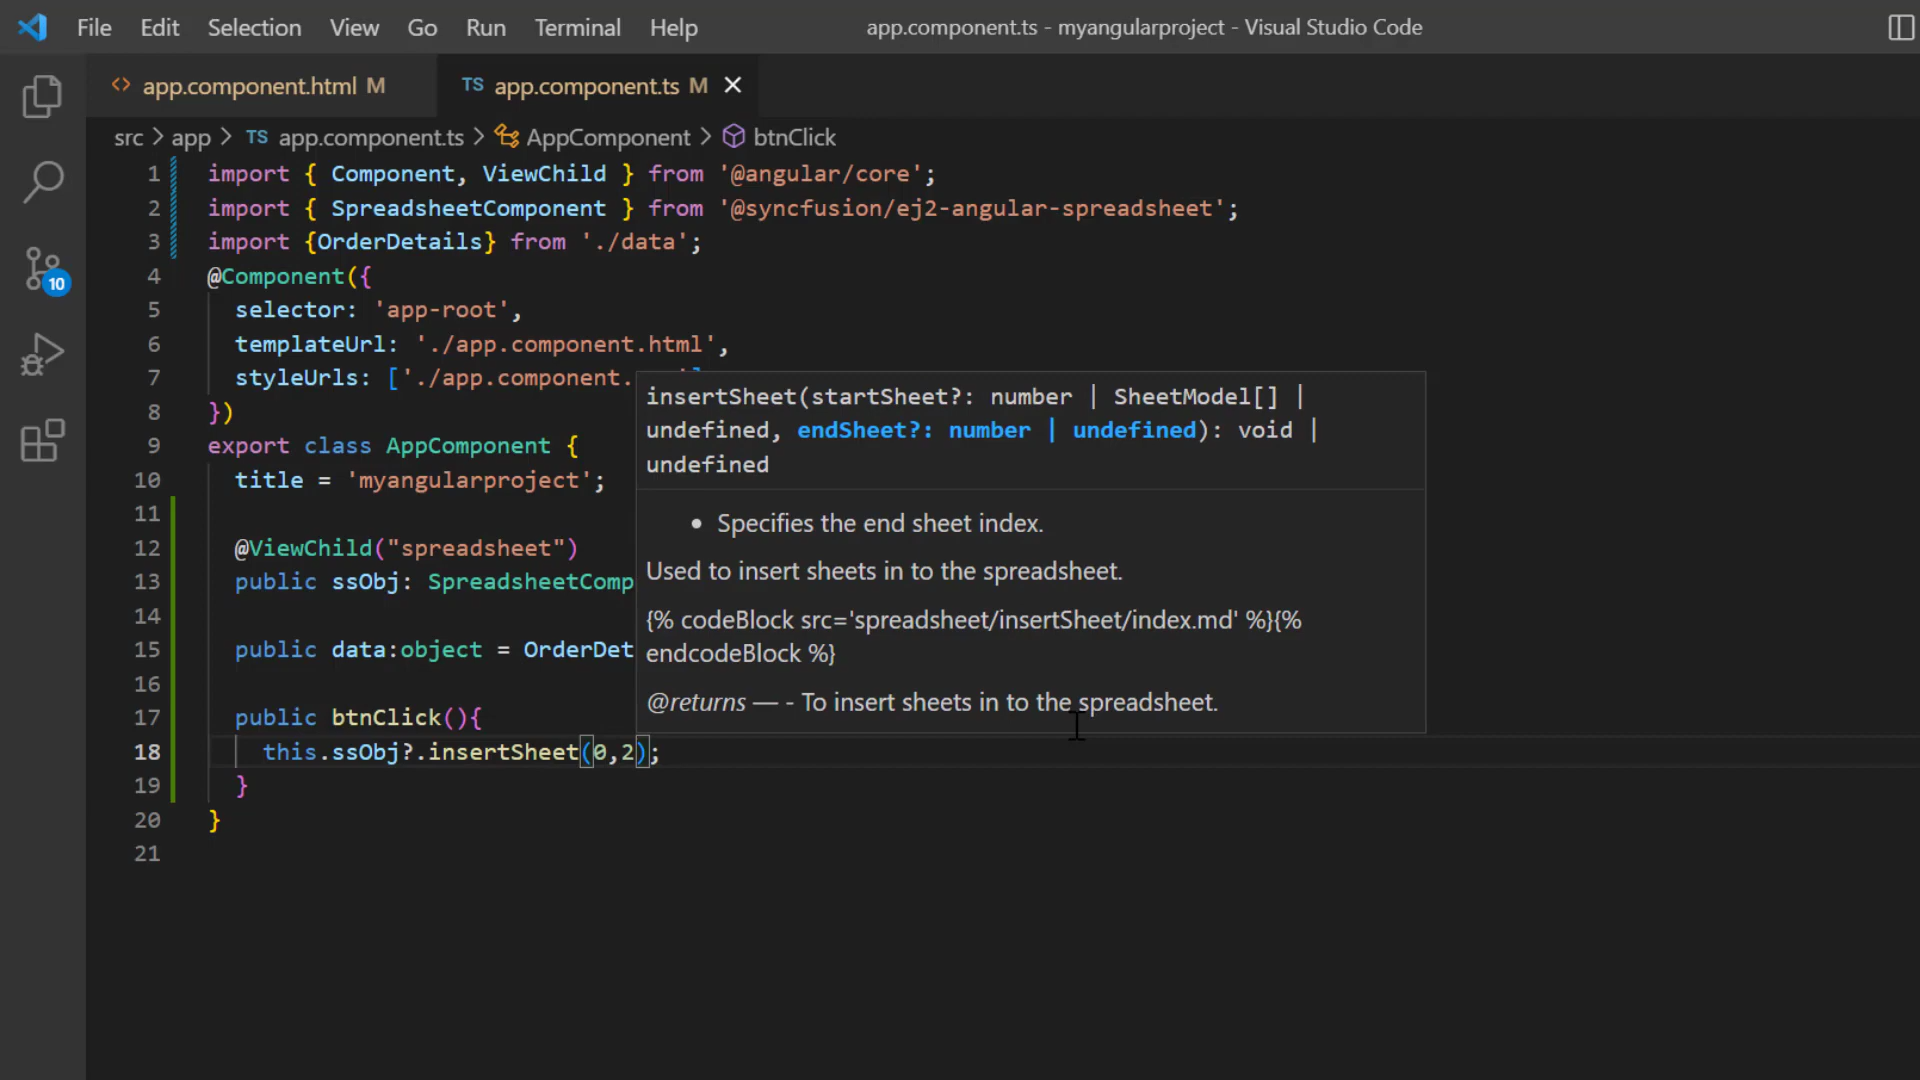 File Edit Selection View Go Run Terminal Help app.component.ts - myangularproject - Visual Studio Code
<> app.component.html M TS app.component.ts M
src > app > TS app.component.ts > AppComponent > btnClick
1 import { Component, ViewChild } from '@angular/core';
2 import { SpreadsheetComponent } from '@syncfusion/ej2-angular-spreadsheet';
3 import {OrderDetails} from './data';
4 @Component({
5 selector: 'app-root',
6 templateUrl: './app.component.html',
7 styleUrls: ['./app.component.
8 })
9 export class AppComponent {
10 title = 'myangularproject';
11
12 @ViewChild("spreadsheet")
13 public ssObj: SpreadsheetComp
14
15 public data:object = OrderDet
16
17 public btnClick(){
18 this.ssObj?.insertSheet(0,2);
19 }
20 }
21
insertSheet(startSheet?: number | SheetModel[] |
undefined, endSheet?: number | undefined): void |
undefined
• Specifies the end sheet index.
Used to insert sheets in to the spreadsheet.
{% codeBlock src='spreadsheet/insertSheet/index.md' %}{%
endcodeBlock %}
@returns — - To insert sheets in to the spreadsheet.
10